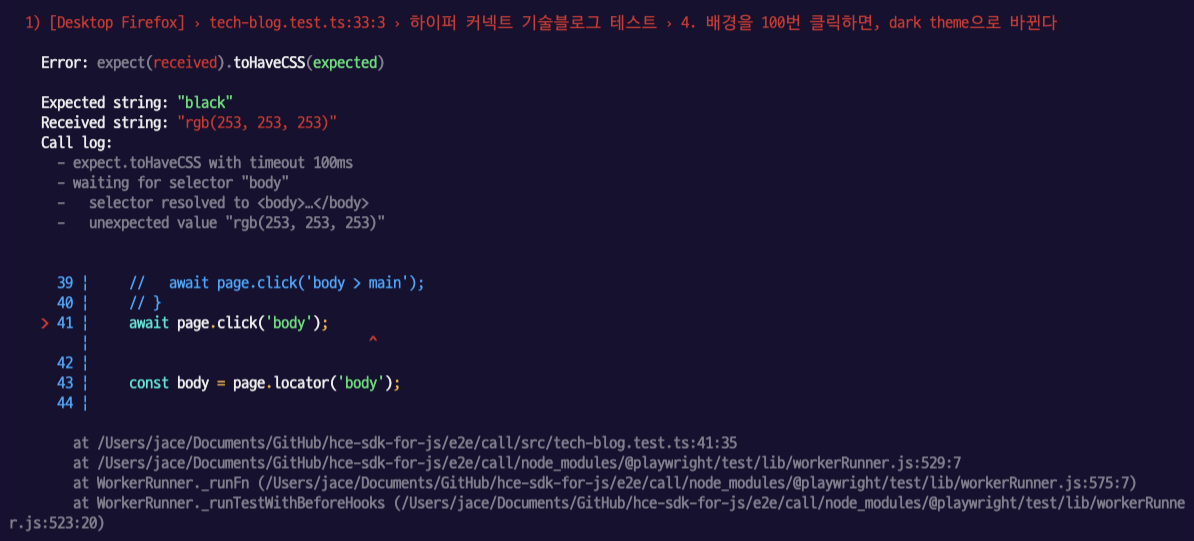 1) [Desktop Firefox] › tech-blog.test.ts:33:3 › 하이퍼 커넥트 기술블로그 테스트 › 4. 배경을 100번 클릭하면, dark theme으로 바뀐다
Error: expect(received).toHaveCSS(expected)
Expected string: "black"
Received string: "rgb(253, 253, 253)"
Call log:
- expect.toHaveCSS with timeout 100ms
- waiting for selector "body"
-   selector resolved to <body>…</body>
-   unexpected value "rgb(253, 253, 253)"
39 |     //   await page.click('body > main');
40 |     // }
> 41 |     await page.click('body');
|                                   ^
42 |
43 |     const body = page.locator('body');
44 |
at /Users/jace/Documents/GitHub/hce-sdk-for-js/e2e/call/src/tech-blog.test.ts:41:35
at /Users/jace/Documents/GitHub/hce-sdk-for-js/e2e/call/node_modules/@playwright/test/lib/workerRunner.js:529:7
at WorkerRunner._runFn (/Users/jace/Documents/GitHub/hce-sdk-for-js/e2e/call/node_modules/@playwright/test/lib/workerRunner.js:575:7)
at WorkerRunner._runTestWithBeforeHooks (/Users/jace/Documents/GitHub/hce-sdk-for-js/e2e/call/node_modules/@playwright/test/lib/workerRunne
r.js:523:20)